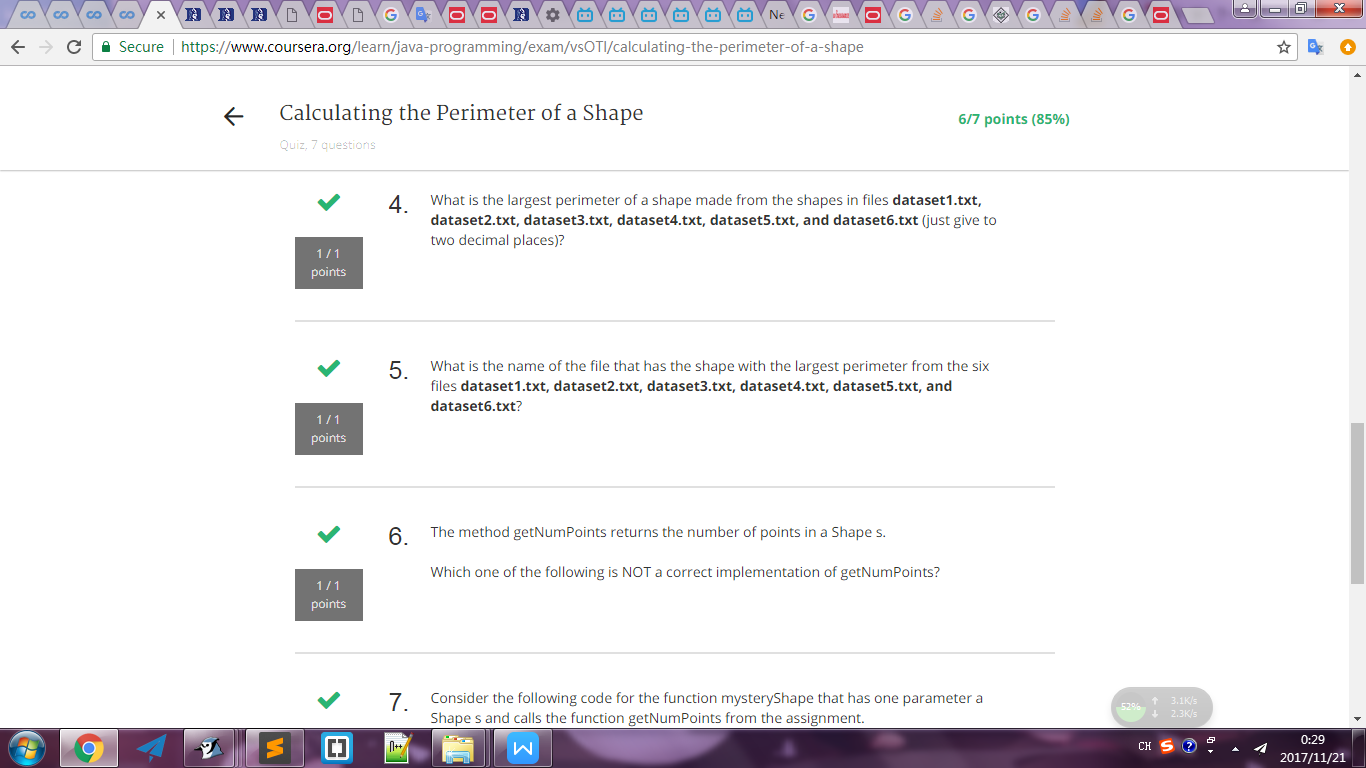 Ne
Secure | https://www.coursera.org/learn/java-programming/exam/vsOTl/calculating-the-perimeter-of-a-shape
Calculating the Perimeter of a Shape
6/7 points (85%)
Quiz, 7 questions
4.
What is the largest perimeter of a shape made from the shapes in files dataset1.txt,
dataset2.txt, dataset3.txt, dataset4.txt, dataset5.txt, and dataset6.txt (just give to
two decimal places)?
1 / 1
points
5.
What is the name of the file that has the shape with the largest perimeter from the six
files dataset1.txt, dataset2.txt, dataset3.txt, dataset4.txt, dataset5.txt, and
dataset6.txt?
1 / 1
points
6.
The method getNumPoints returns the number of points in a Shape s.
1 / 1
points
Which one of the following is NOT a correct implementation of getNumPoints?
7.
Consider the following code for the function mysteryShape that has one parameter a
Shape s and calls the function getNumPoints from the assignment.
52%
3.1K/s
2.3K/s
CH
0:29
2017/11/21